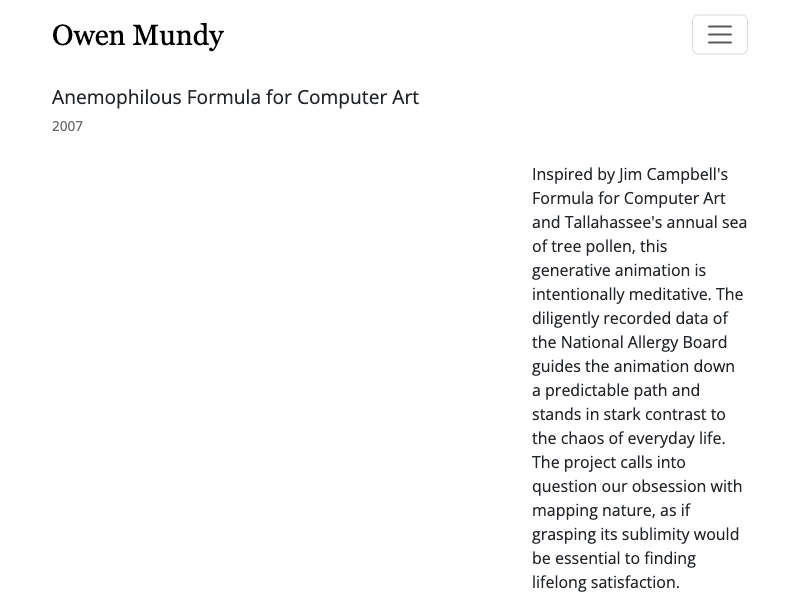 Owen Mundy
Anemophilous Formula for Computer Art
2007
Inspired by Jim Campbell's
Formula for Computer Art
and Tallahassee's annual sea
of tree pollen, this
generative animation is
intentionally meditative. The
diligently recorded data of
the National Allergy Board
guides the animation down
a predictable path and
stands in stark contrast to
the chaos of everyday life.
The project calls into
question our obsession with
mapping nature, as if
grasping its sublimity would
be essential to finding
lifelong satisfaction.